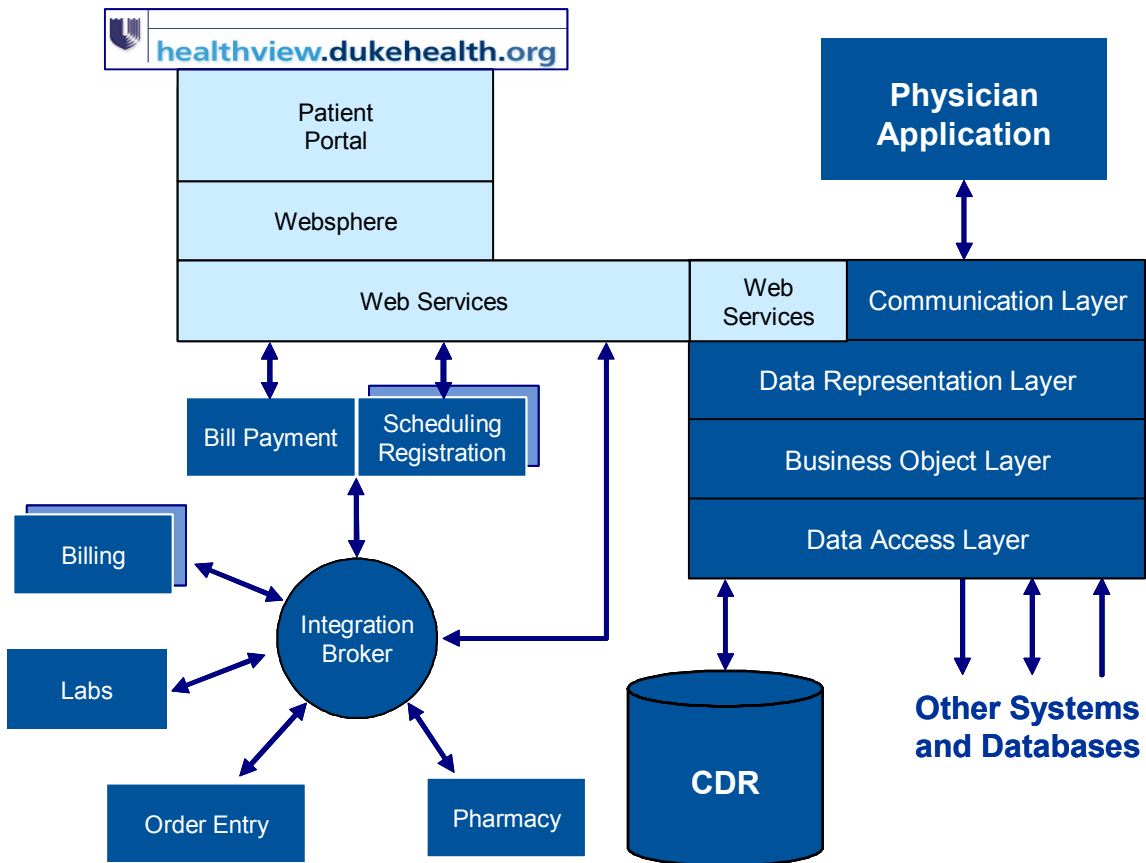 healthview.dukehealth.org
Patient
Portal
Physician
Application
Websphere
Web Services
Web
Services
Communication Layer
Data Representation Layer
Bill Payment
Scheduling
Registration
Business Object Layer
Data Access Layer
Billing
Integration
Broker
Labs
Other Systems
and Databases
CDR
Order Entry
Pharmacy